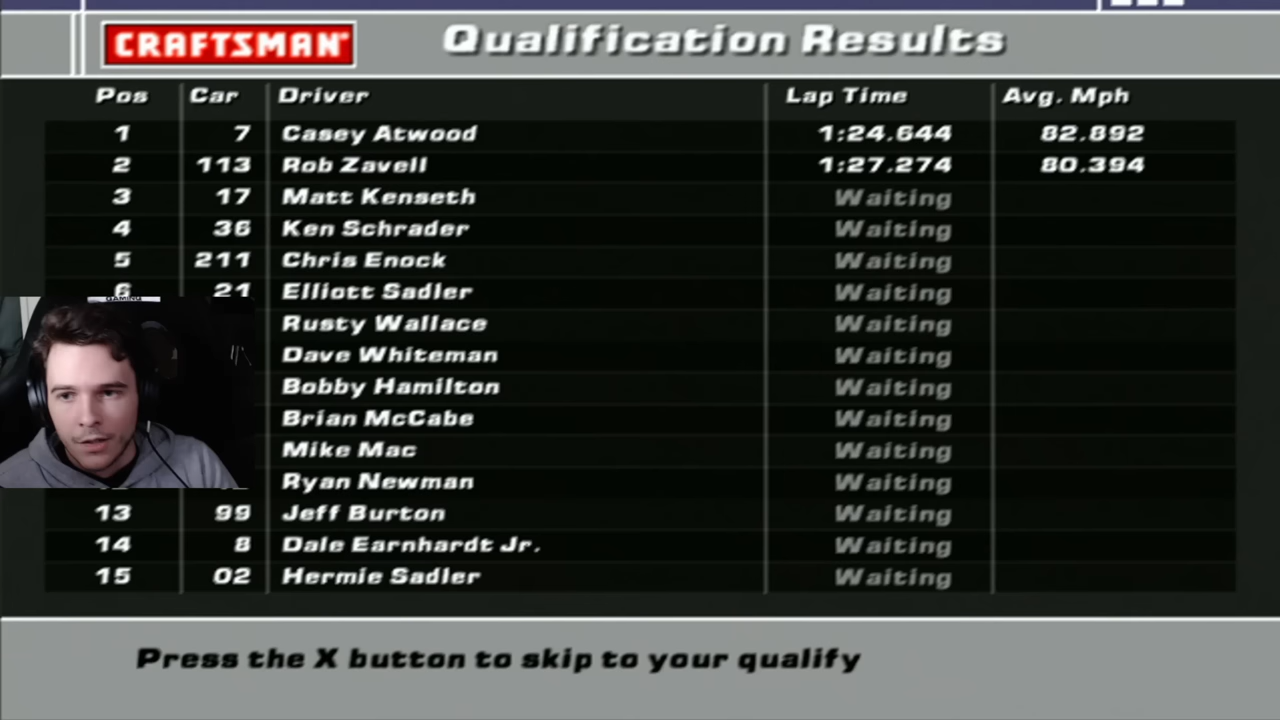 CRAFTSMAN Qualification Results
Pos Car Driver Lap Time Avg. Mph
1 7 Casey Atwood 1:24.644 82.892
2 113 Rob Zavell 1:27.274 80.394
3 17 Matt Kenseth Waiting
4 36 Ken Schrader Waiting
5 211 Chris Enock Waiting
6 21 Elliott Sadler Waiting
Rusty Wallace Waiting
Dave Whiteman Waiting
Bobby Hamilton Waiting
Brian McCabe Waiting
Mike Mac Waiting
Ryan Newman Waiting
13 99 Jeff Burton Waiting
14 8 Dale Earnhardt Jr. Waiting
15 02 Hermie Sadler Waiting
GAMING
Press the X button to skip to your qualify